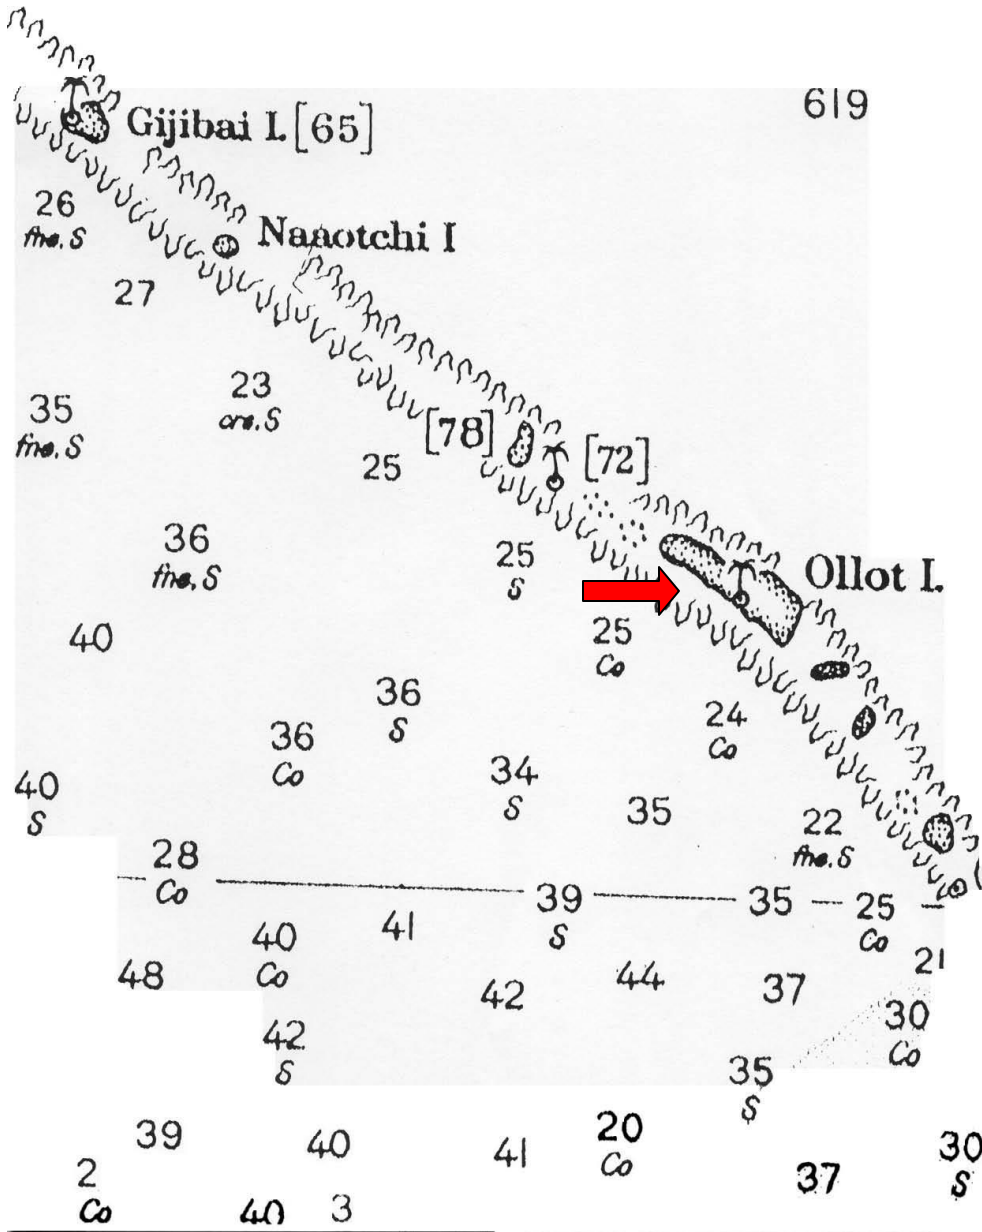 619
Gijibai I. [65]
26
fne. S
Naaotchi I
27
23
crs. S
35
fne. S
[78]
25
[72]
36
fne. S
25
S
Ollot I.
40
25
Co
36
S
24
Co
36
Co
34
S
40
S
35
22
fne. S
28
Co
39
S
35
25
Co
41
40
Co
21
48
42
44
37
30
Co
42
S
35
S
39
40
41
20
Co
30
S
2
Co
37
40
3